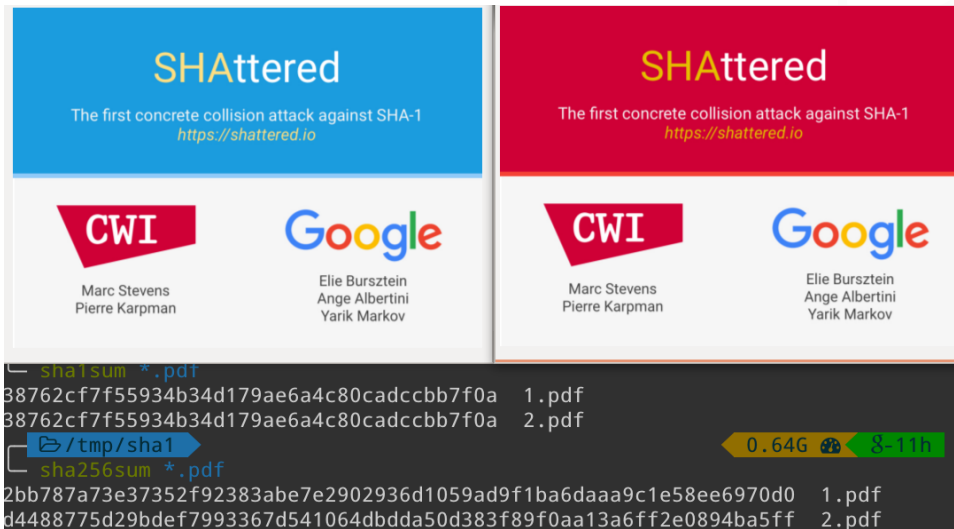 SHAttered
The first concrete collision attack against SHA-1
https://shattered.io
CWI
Marc Stevens
Pierre Karpman
Google
Elie Bursztein
Ange Albertini
Yarik Markov
SHAttered
The first concrete collision attack against SHA-1
https://shattered.io
CWI
Marc Stevens
Pierre Karpman
Google
Elie Bursztein
Ange Albertini
Yarik Markov
sha1sum *.pdf
38762cf7f55934b34d179ae6a4c80cadccbb7f0a 1.pdf
38762cf7f55934b34d179ae6a4c80cadccbb7f0a 2.pdf
/tmp/sha1 0.64G 8-11h
sha256sum *.pdf
2bb787a73e37352f92383abe7e2902936d1059ad9f1ba6daaa9c1e58ee6970d0 1.pdf
d4488775d29bdef7993367d541064dbdda50d383f89f0aa13a6ff2e0894ba5ff 2.pdf